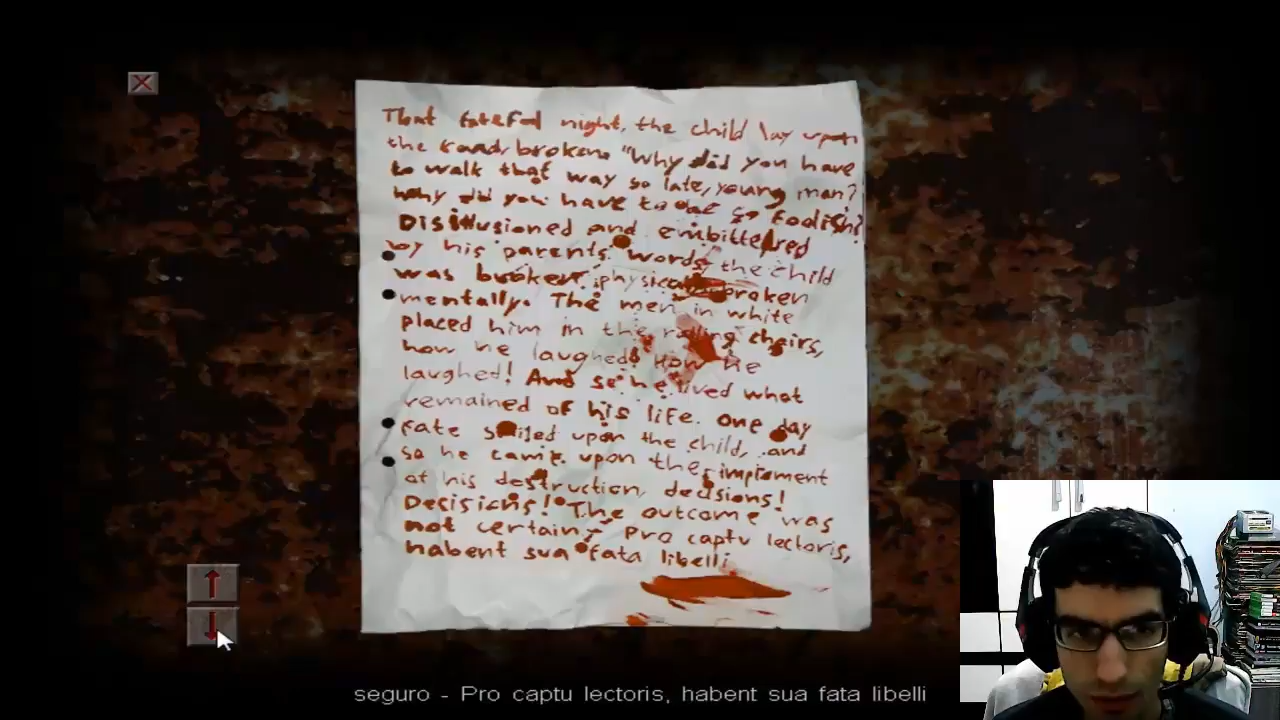 That fateful night, the child lay upon
the road, broken. "Why did you have
to walk that way so late, young man?
Why did you have to be so foolish?
Disillusioned and embittered
by his parents words, the child
was broken, physically broken
mentally. The men in white
placed him in the rolling chairs,
how he laughed! How he
laughed! And so he lived what
remained of his life. One day
fate smiled upon the child, and
so he came upon the implement
of his destruction, decisions!
Decisions! The outcome was
not certain. Pro captu lectoris,
habent sua fata libelli
seguro - Pro captu lectoris, habent sua fata libelli